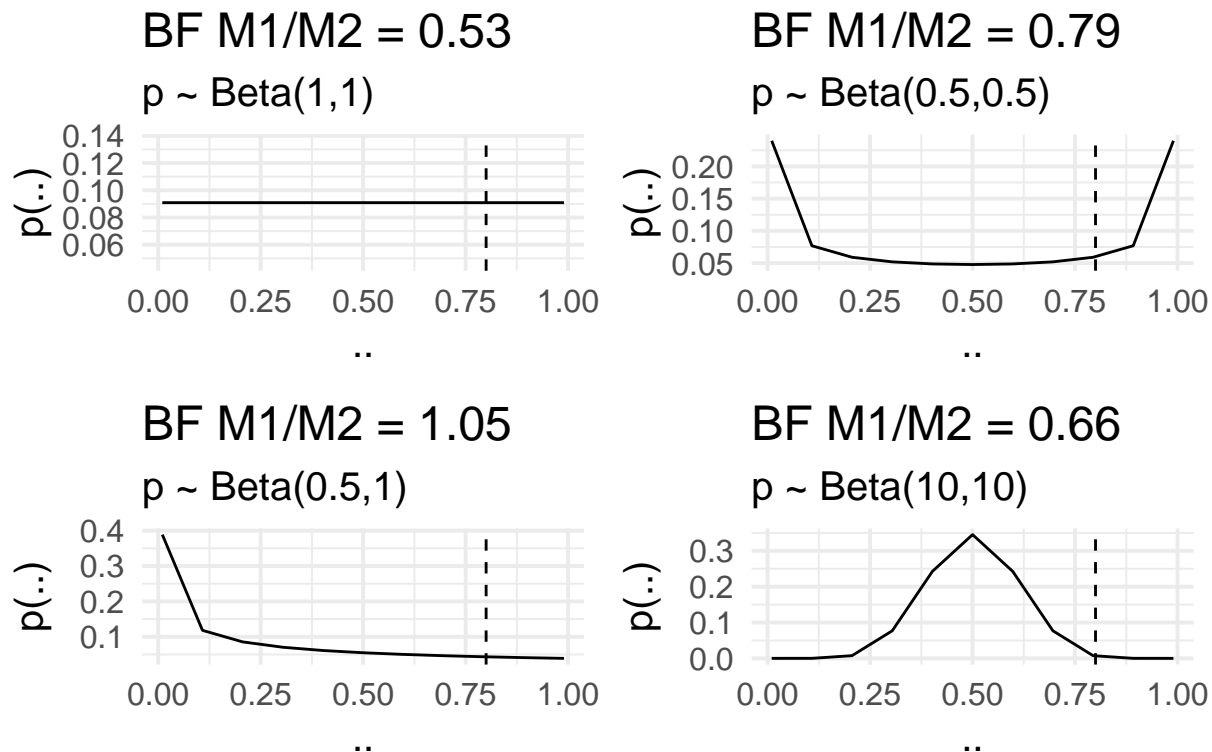 BF M1/M2 = 0.53
p ~ Beta(1,1)
p(..)
0.14
0.12
0.10
0.08
0.06
0.00 0.25 0.50 0.75 1.00
..
BF M1/M2 = 0.79
p ~ Beta(0.5,0.5)
p(..)
0.20
0.15
0.10
0.05
0.00 0.25 0.50 0.75 1.00
..
BF M1/M2 = 1.05
p ~ Beta(0.5,1)
p(..)
0.4
0.3
0.2
0.1
0.00 0.25 0.50 0.75 1.00
..
BF M1/M2 = 0.66
p ~ Beta(10,10)
p(..)
0.3
0.2
0.1
0.0
0.00 0.25 0.50 0.75 1.00
..